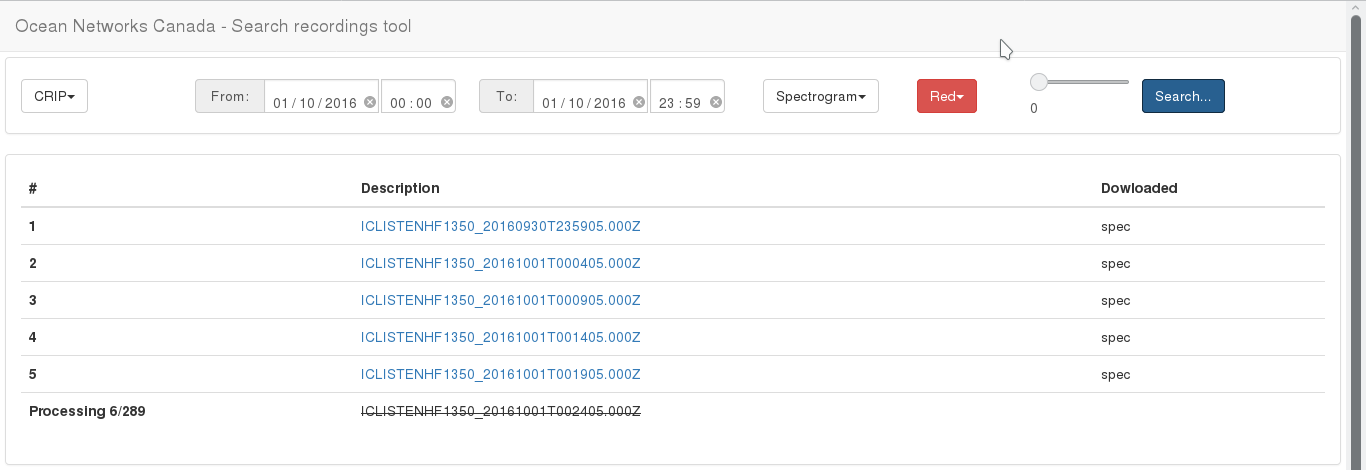 Ocean Networks Canada - Search recordings tool
CRIP From: 01 / 10 / 2016 00 : 00 To: 01 / 10 / 2016 23 : 59 Spectrogram Red 0 Search...
# Description Dowloaded
1 ICLISTENHF1350_20160930T235905.000Z spec
2 ICLISTENHF1350_20161001T000405.000Z spec
3 ICLISTENHF1350_20161001T000905.000Z spec
4 ICLISTENHF1350_20161001T001405.000Z spec
5 ICLISTENHF1350_20161001T001905.000Z spec
Processing 6/289 ICLISTENHF1350_20161001T002405.000Z